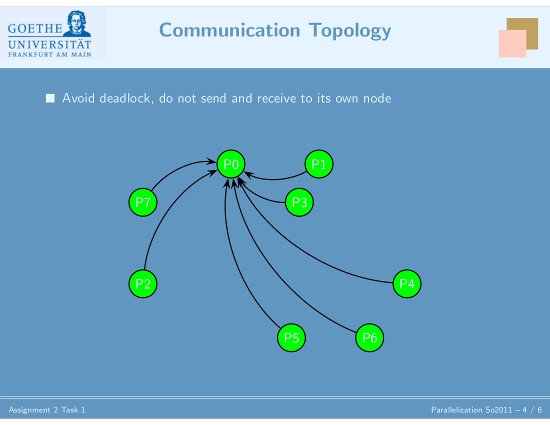 GOETHE
UNIVERSITÄT
FRANKFURT AM MAIN
Communication Topology
Avoid deadlock, do not send and receive to its own node
P0
P1
P7
P3
P2
P4
P5
P6
Assignment 2 Task 1
Parallelization So2011 – 4 / 6